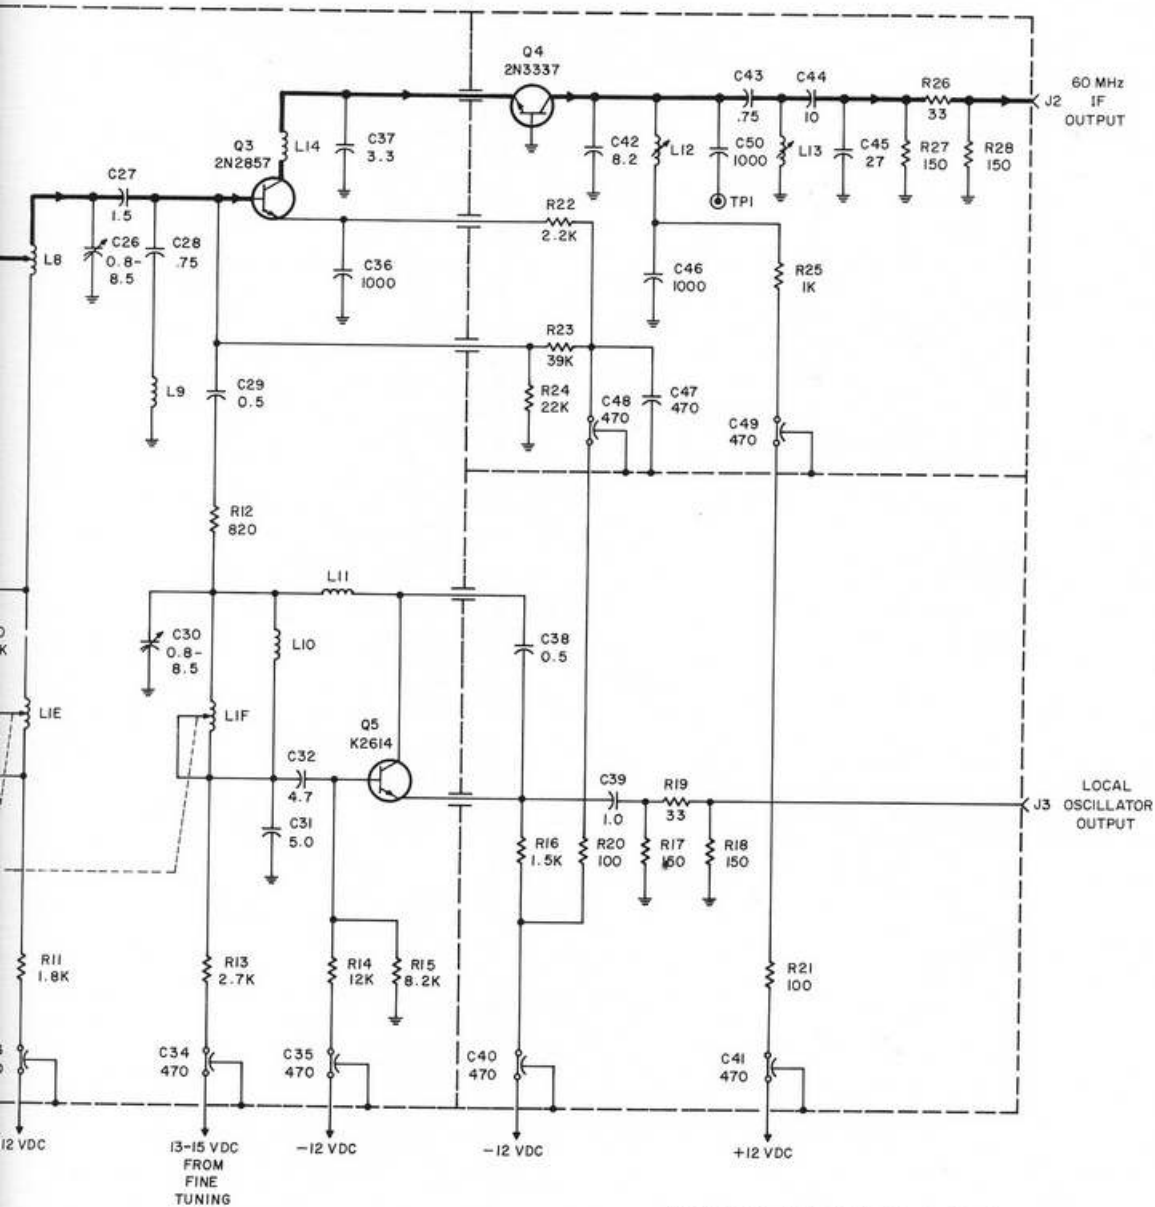 Q4
2N3337
C43
.75
C44
10
R26
33
J2
60 MHz
IF
OUTPUT
Q3
2N2857
L14
C37
3.3
C42
8.2
L12
C50
1000
L13
C45
27
R27
150
R28
150
TP1
C27
1.5
L8
C26
0.8-
8.5
C28
.75
R22
2.2K
C36
1000
C46
1000
R25
1K
R23
39K
R24
22K
C48
470
C47
470
C49
470
L9
C29
0.5
R12
820
L11
C30
0.8-
8.5
L10
C38
0.5
K
L1E
L1F
Q5
K2614
C32
4.7
C31
5.0
C39
1.0
R19
33
J3
LOCAL
OSCILLATOR
OUTPUT
R16
1.5K
R20
100
R17
150
R18
150
R11
1.8K
R13
2.7K
R14
12K
R15
8.2K
R21
100
C34
470
C35
470
C40
470
C41
470
12 VDC
13-15 VDC
FROM
FINE
TUNING
-12 VDC
-12 VDC
+12 VDC